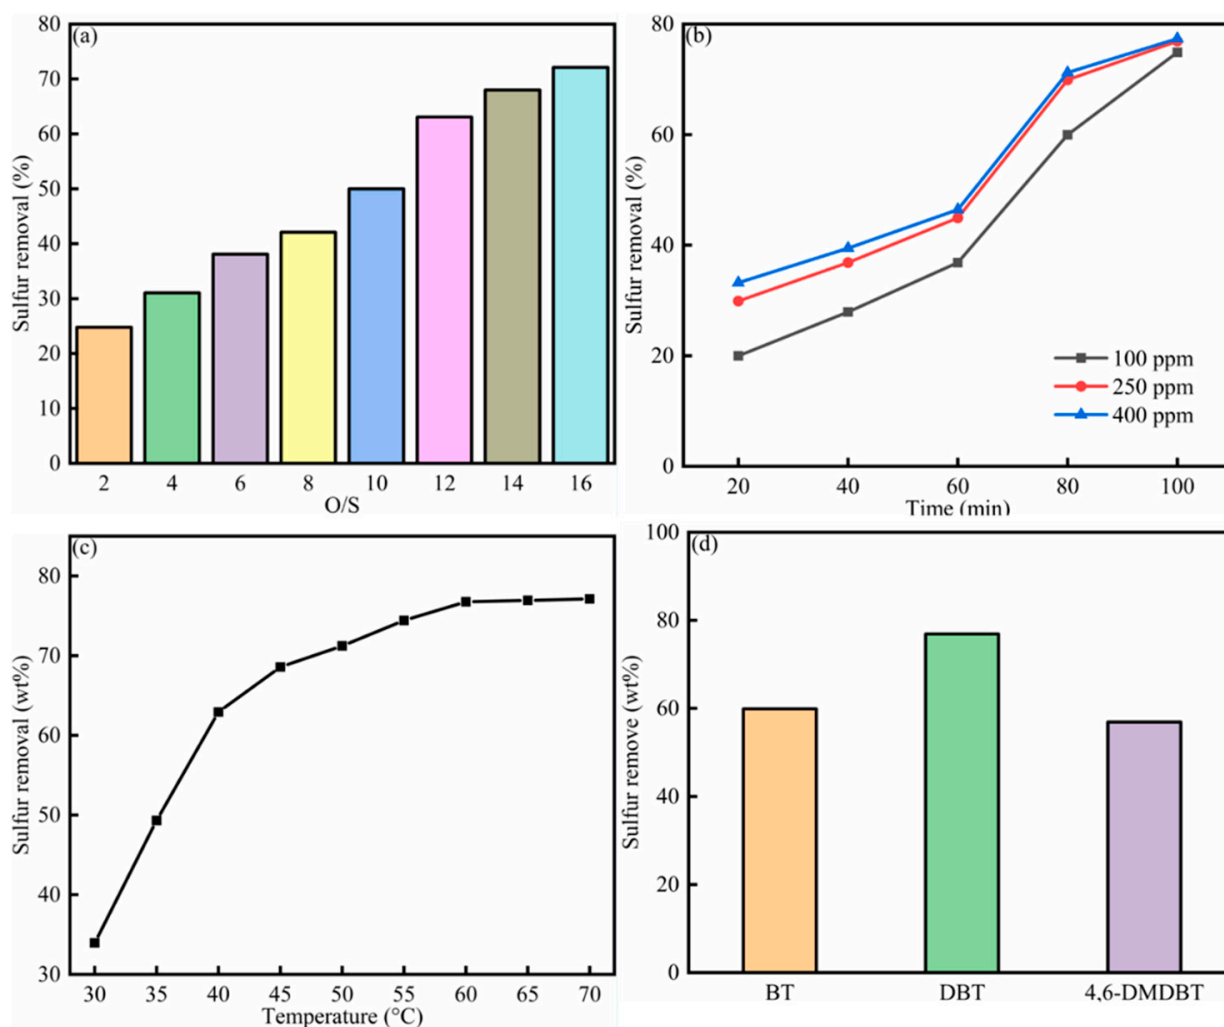 (a)
Sulfur removal (%)
80
70
60
50
40
30
20
10
0
2 4 6 8 10 12 14 16
O/S
(b)
Sulfur removal (%)
80
60
40
20
0
100 ppm
250 ppm
400 ppm
20 40 60 80 100
Time (min)
(c)
Sulfur removal (wt%)
80
70
60
50
40
30
30 35 40 45 50 55 60 65 70
Temperature (°C)
(d)
Sulfur remove (wt%)
100
80
60
40
20
0
BT DBT 4,6-DMDBT